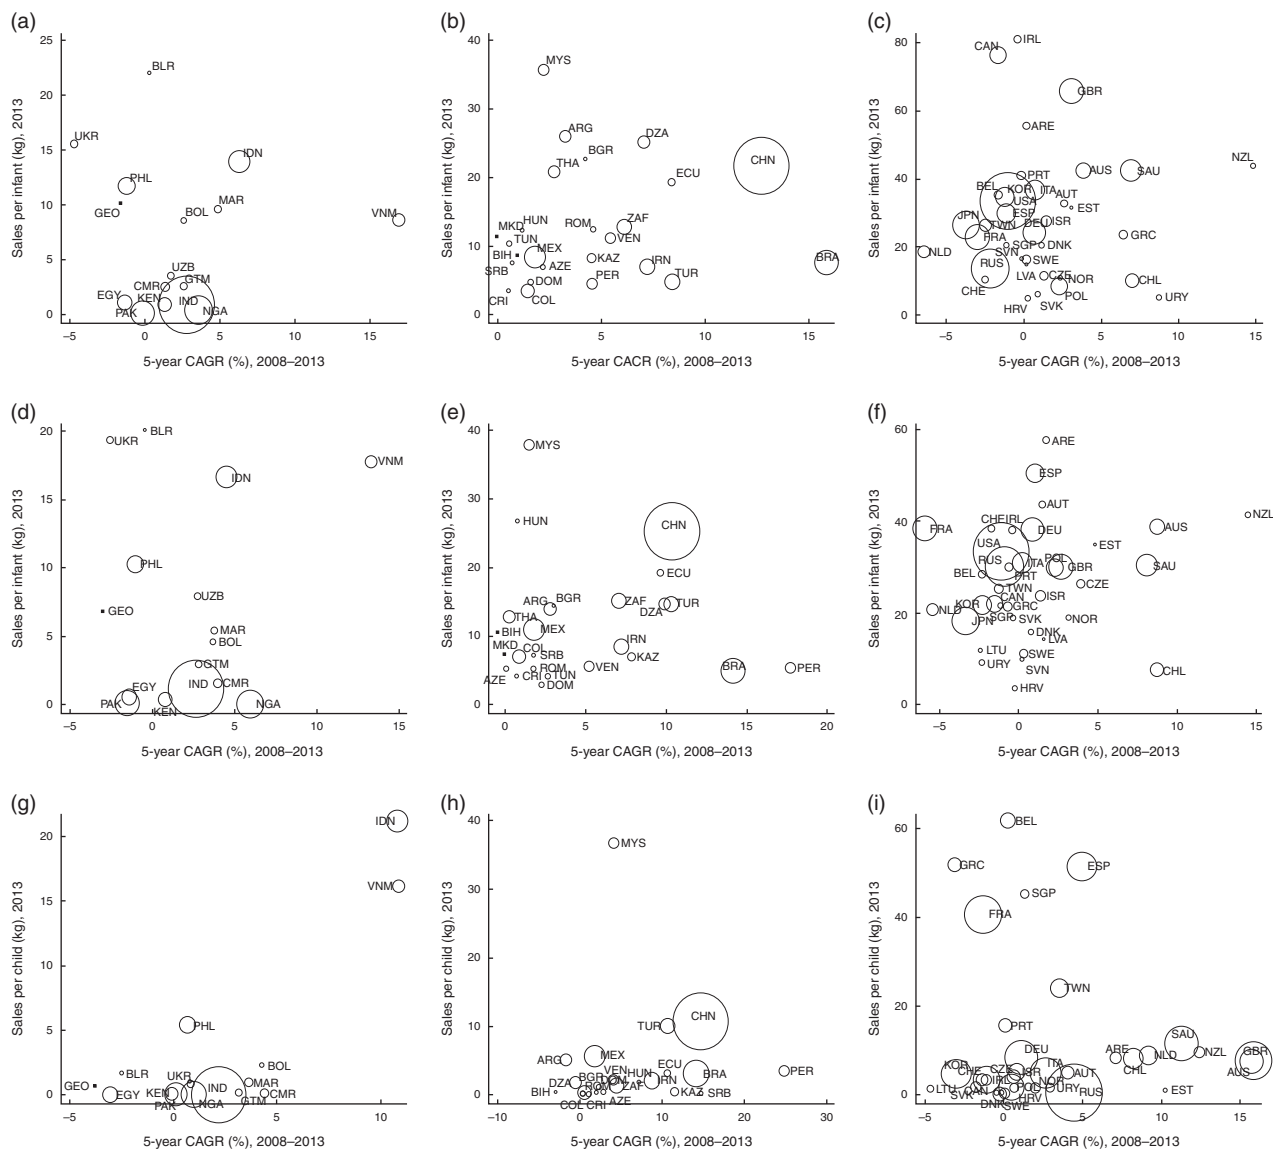 (a)
25
20
15
10
5
0
−5
0
5
10
15
Sales per infant (kg), 2013
5-year CAGR (%), 2008–2013
BLR
UKR
IDN
PHL
GEO
MAR
BOL
VNM
UZB
CMR
GTM
EGY
KEN
IND
PAK
NGA
(b)
40
30
20
10
0
0
5
10
15
Sales per infant (kg), 2013
5-year CACR (%), 2008–2013
MYS
ARG
DZA
BGR
THA
ECU
CHN
HUN
MKD
ROM
ZAF
TUN
VEN
BIH
MEX
SRB
AZE
KAZ
IRN
BRA
DOM
PER
TUR
CRI
COL
(c)
80
60
40
20
0
−5
0
5
10
15
Sales per infant (kg), 2013
5-year CAGR (%), 2008–2013
IRL
CAN
GBR
ARE
NZL
PRT
AUS
SAU
BEL
KOR
ITA
AUT
USA
EST
JPN
ESP
TWN
DEU
ISR
FRA
SGP
DNK
GRC
NLD
SVN
SWE
RUS
LVA
CZE
NOR
CHL
CHE
HRV
SVK
POL
URY
(d)
20
15
10
5
0
−5
0
5
10
15
Sales per infant (kg), 2013
5-year CAGR (%), 2008–2013
BLR
UKR
VNM
IDN
PHL
UZB
GEO
MAR
BOL
GTM
EGY
IND
CMR
PAK
KEN
NGA
(e)
40
30
20
10
0
0
5
10
15
20
Sales per infant (kg), 2013
5-year CAGR (%), 2008–2013
MYS
HUN
CHN
ECU
ARG
BGR
ZAF
DZA
TUR
THA
BIH
MEX
MKD
COL
SRB
IRN
KAZ
AZE
CRI
ROM
TUN
VEN
BRA
PER
DOM
(f)
60
40
20
0
−5
0
5
10
15
Sales per infant (kg), 2013
5-year CAGR (%), 2008–2013
ARE
ESP
AUT
NZL
FRA
CHE
IRL
DEU
AUS
USA
EST
RUS
ITA
POL
GBR
SAU
BEL
PRT
CZE
TWN
CAN
ISR
NLD
KOR
GRC
JPN
SGP
SVK
NOR
DNK
LVA
LTU
SWE
URY
SVN
CHL
HRV
(g)
20
15
10
5
0
−5
0
5
10
Sales per child (kg), 2013
5-year CAGR (%), 2008–2013
IDN
VNM
PHL
BLR
UKR
BOL
GEO
MAR
EGY
KEN
IND
CMR
PAK
NGA
GTM
(h)
40
30
20
10
0
−10
0
10
20
30
Sales per child (kg), 2013
5-year CAGR (%), 2008–2013
MYS
CHN
TUR
ARG
MEX
ECU
BRA
PER
DZA
BGR
VEN
HUN
IRN
DOM
ROM
ZAF
BIH
KAZ
SRB
COL
CRI
AZE
(i)
60
40
20
0
−5
0
5
10
15
Sales per child (kg), 2013
5-year CAGR (%), 2008–2013
BEL
GRC
ESP
SGP
FRA
TWN
PRT
SAU
DEU
ARE
NLD
NZL
GBR
KOR
CHE
CZE
ITA
ISR
AUT
CHL
AUS
LTU
CAN
IRL
POL
NOR
URY
RUS
EST
SVK
HRV
DNK
SWE